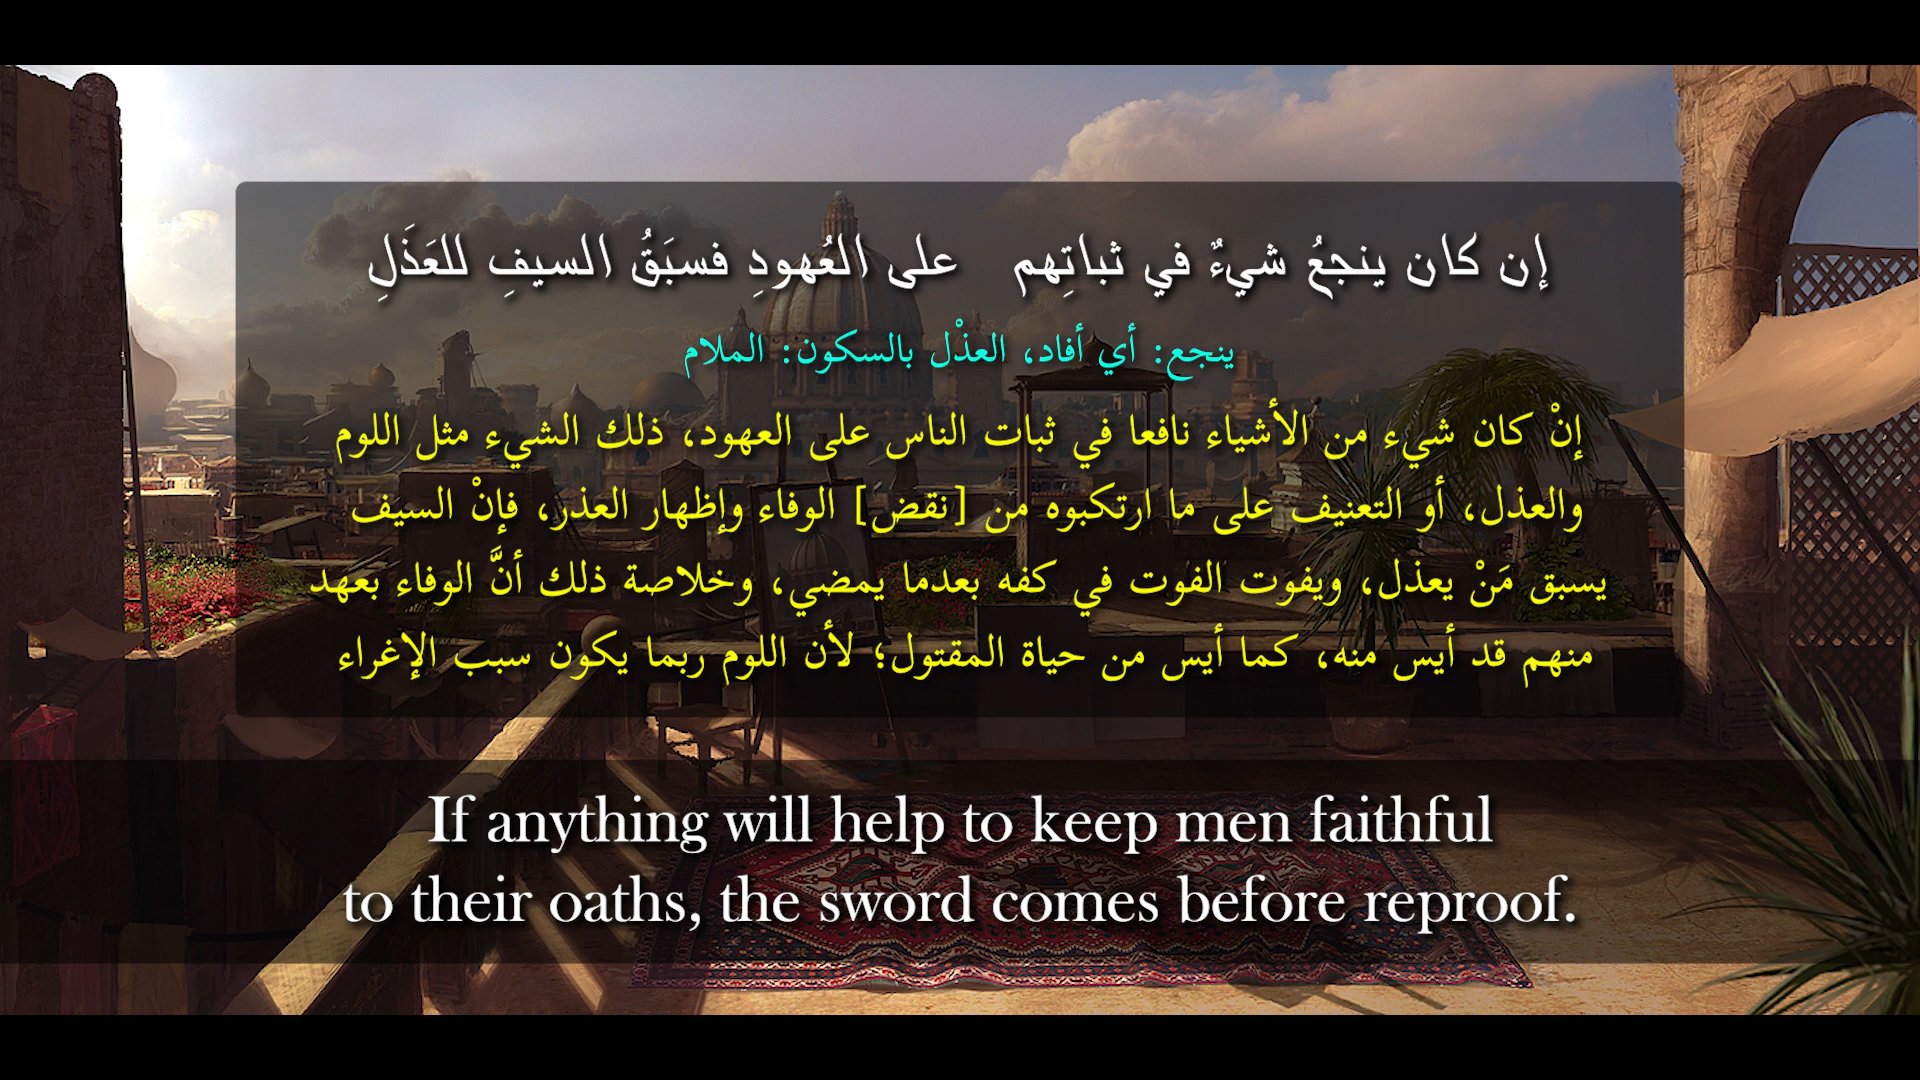 إن كان ينجعُ شيءٌ في ثباتِهم على العُهودِ فسبَقُ السيفِ للعَذَلِ
ينجع: أي أفاد، العذْل بالسكون: الملام
إنْ كان شيء من الأشياء نافعا في ثبات الناس على العهود، ذلك الشيء مثل اللوم
والعذل، أو التعنيف على ما ارتكبوه من [نقض] الوفاء وإظهار العذر، فإنْ السيف
يسبق مَنْ يعذل، ويفوت الفوت في كفه بعدما يمضي، وخلاصة ذلك أنَّ الوفاء بعهد
منهم قد أيس منه، كما أيس من حياة المقتول؛ لأن اللوم ربما يكون سبب الإغراء
If anything will help to keep men faithful
to their oaths, the sword comes before reproof.